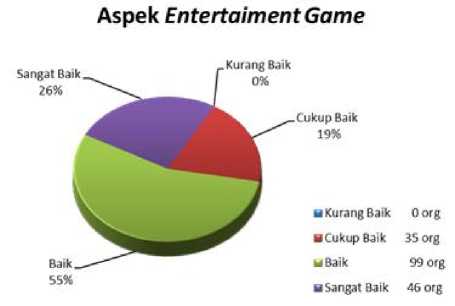 Aspek Entertaiment Game
Kurang Baik
0%
Sangat Baik
26%
Cukup Baik
19%
Baik
55%
Kurang Baik 0 org
Cukup Baik 35 org
Baik 99 org
Sangat Baik 46 org